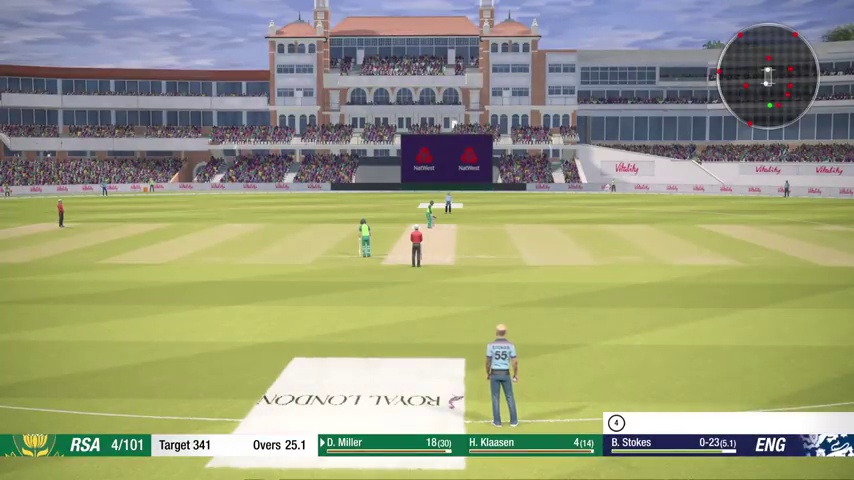 NatWest NatWest
Vitality Vitality Vitality
STOKES
55
ROYAL LONDON
4
RSA 4/101 Target 341 Overs 25.1 D. Miller 18(30) H. Klaasen 4(14) B. Stokes 0-23(5.1) ENG